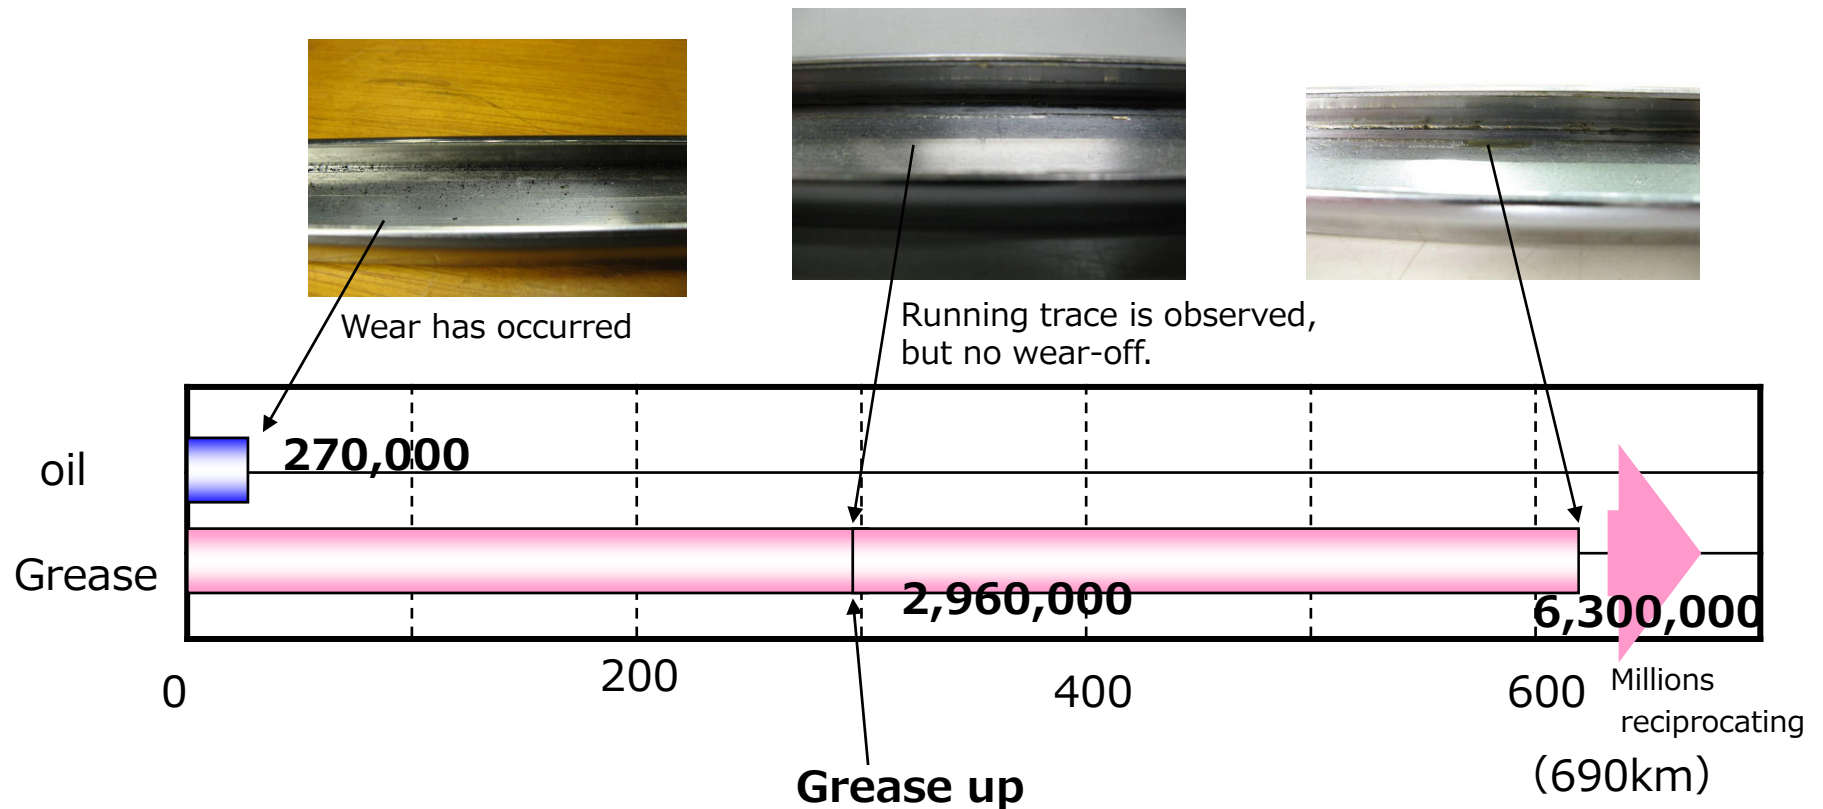 Wear has occurred
Running trace is observed,
but no wear-off.
oil
270,000
Grease
2,960,000
6,300,000
0
200
400
600
Millions
reciprocating
(690km)
Grease up